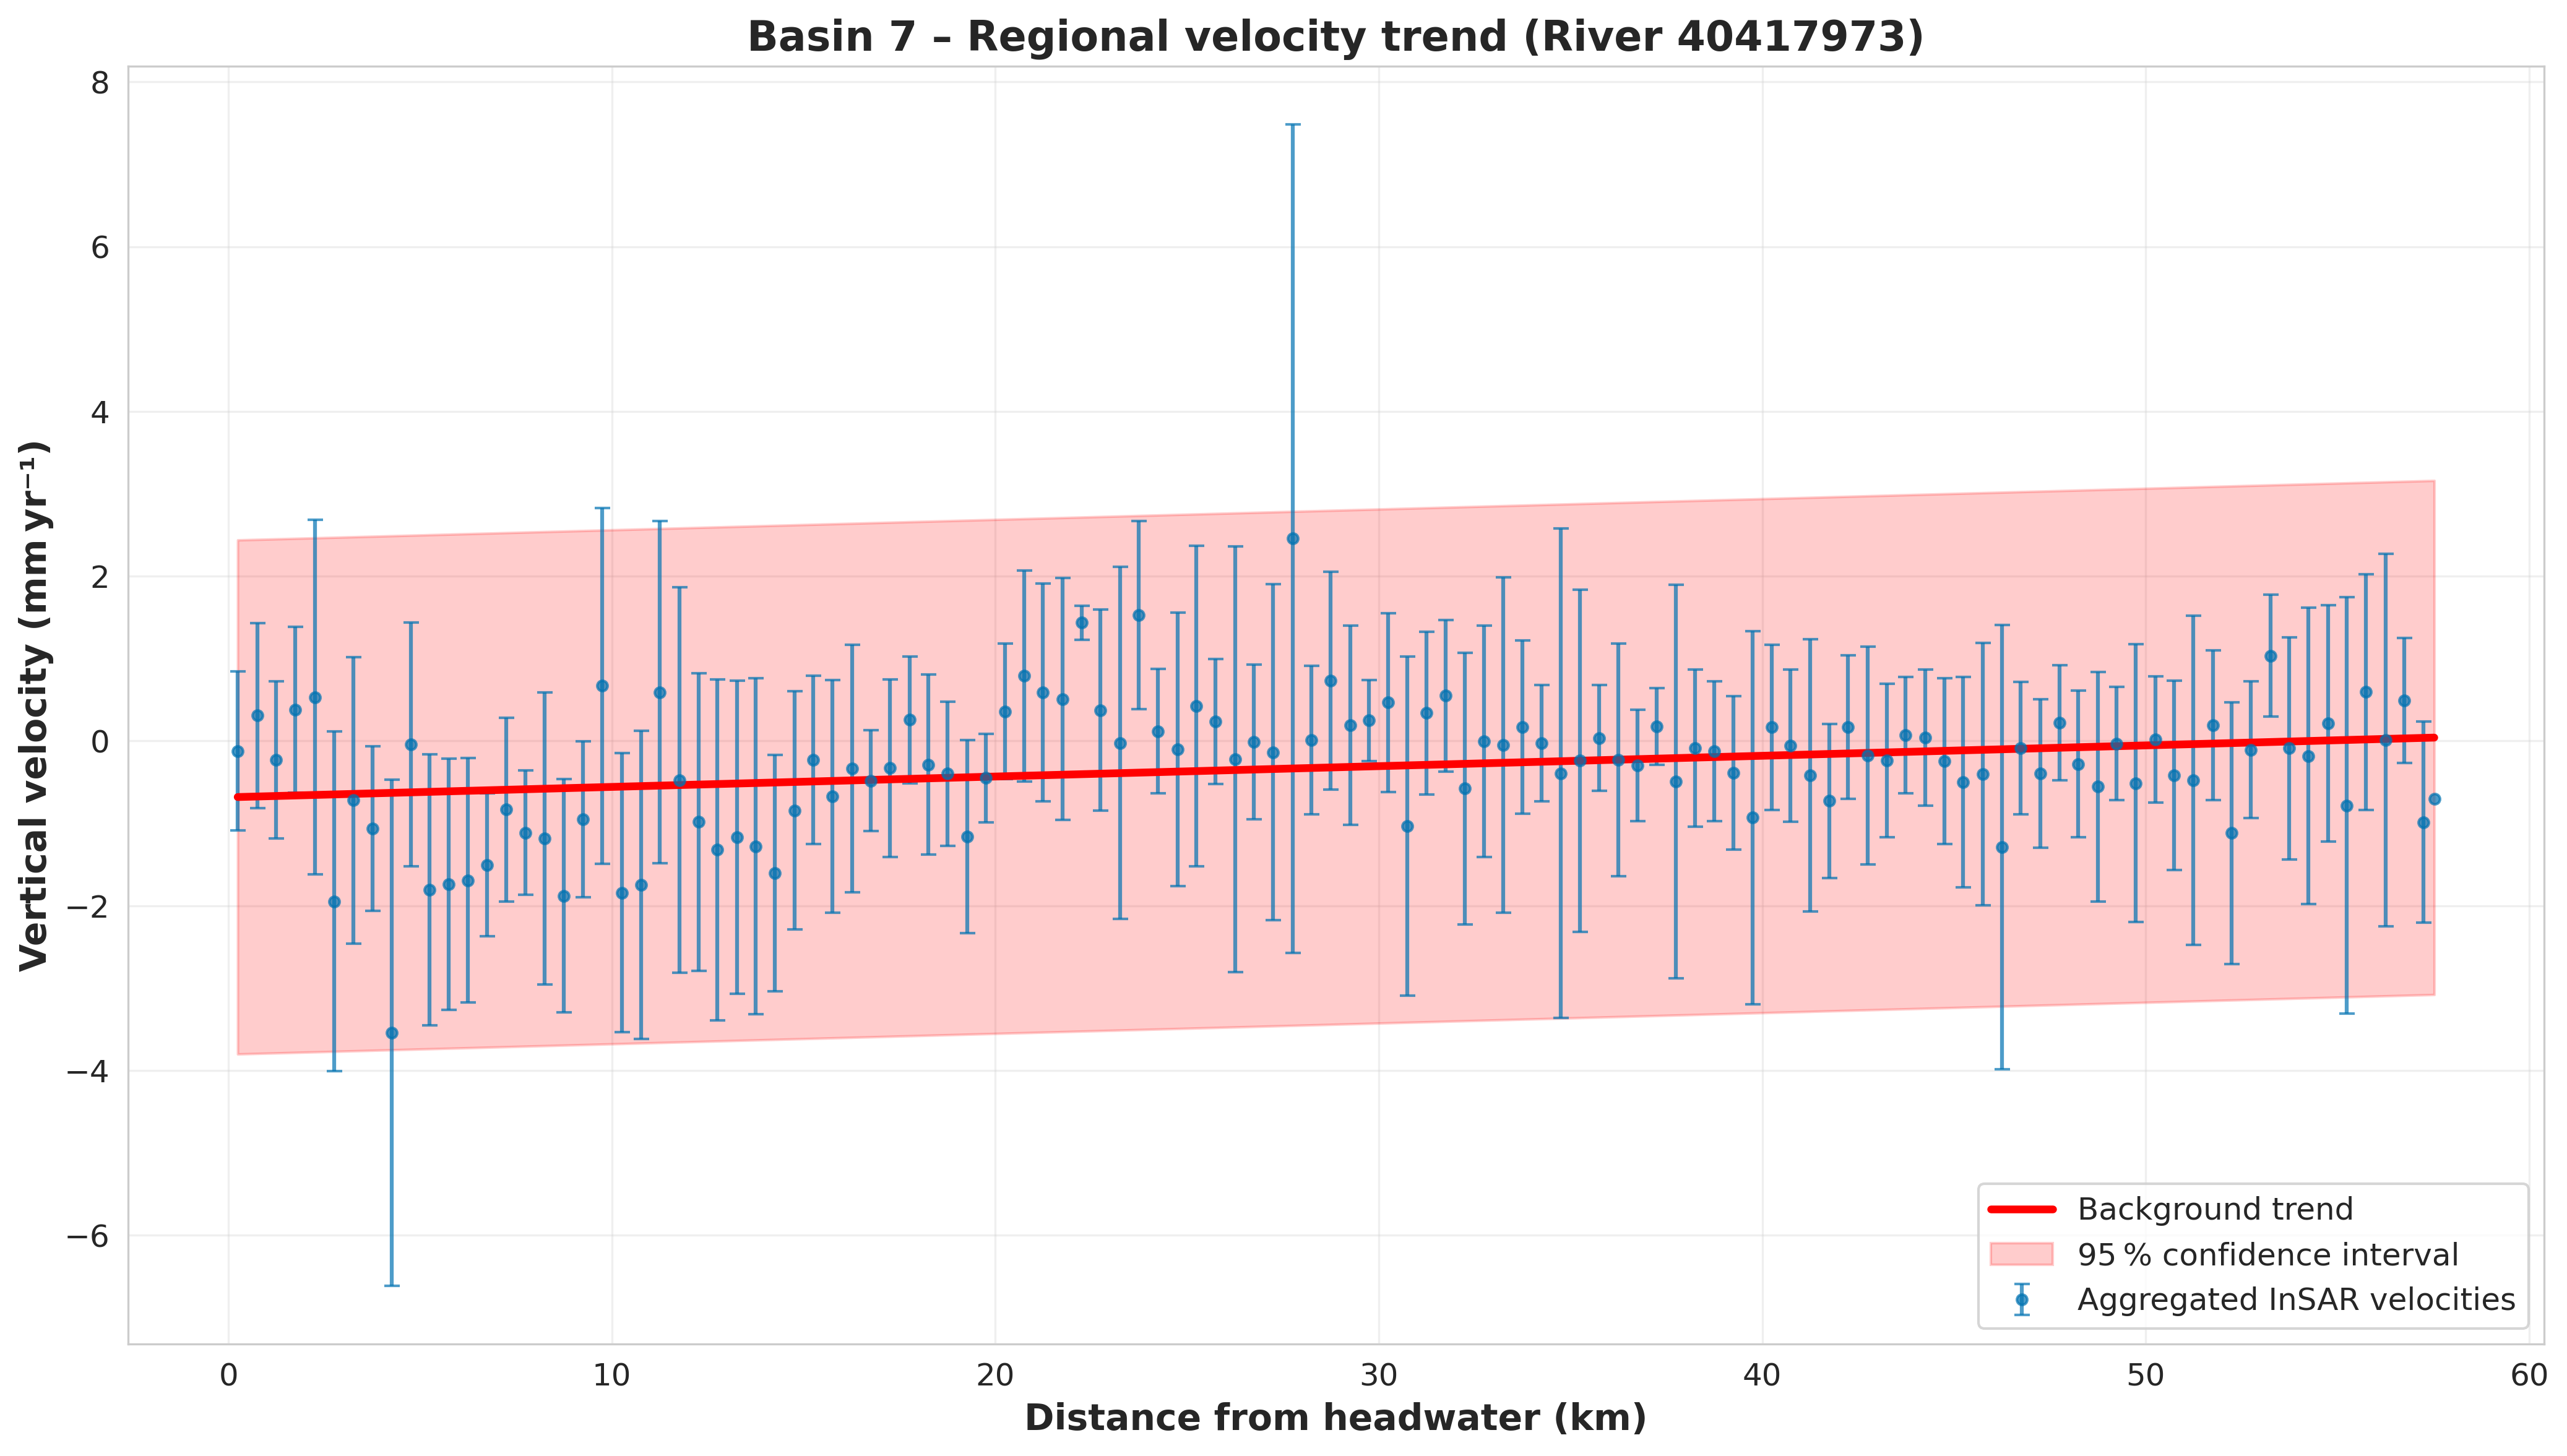 Basin 7 – Regional velocity trend (River 40417973)
Vertical velocity (mm yr⁻¹)
8
6
4
2
0
−2
−4
−6
0 10 20 30 40 50 60
Distance from headwater (km)
Background trend
95 % confidence interval
Aggregated InSAR velocities